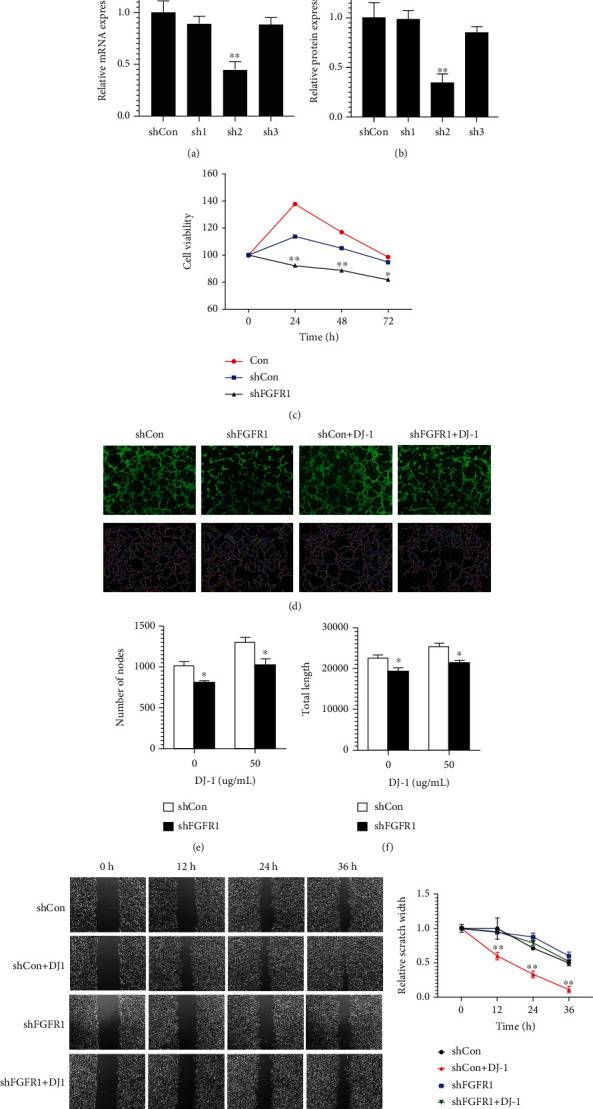 Relative mRNA express
1.0
0.5
0.0
**
shCon sh1 sh2 sh3
(a)
Relative protein express
1.0
0.5
0.0
**
shCon sh1 sh2 sh3
(b)
Cell viability
160
140
120
100
80
60
** ** *
0 24 48 72
Time (h)
Con
shCon
shFGFR1
(c)
shCon shFGFR1 shCon+DJ-1 shFGFR1+DJ-1
(d)
Number of nodes
1500
1000
500
0
* *
0 50
DJ-1 (ug/mL)
shCon
shFGFR1
(e)
Total length
30000
20000
10000
0
* *
0 50
DJ-1 (ug/mL)
shCon
shFGFR1
(f)
0 h 12 h 24 h 36 h
shCon
shCon+DJ1
shFGFR1
shFGFR1+DJ1
Relative scratch width
1.5
1.0
0.5
0.0
** ** **
0 12 24 36
Time (h)
shCon
shCon+DJ-1
shFGFR1
shFGFR1+DJ-1